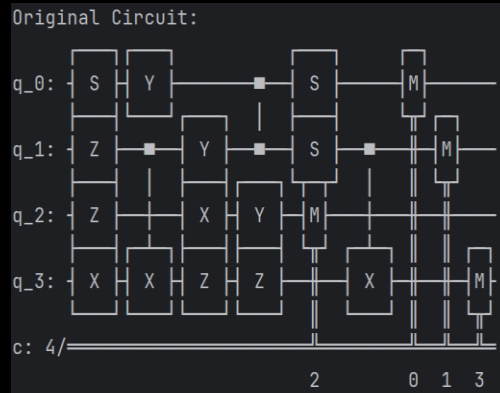 Original Circuit:
q_0: S Y S M
q_1: Z Y S M
q_2: Z X Y M
q_3: X X Z Z X M
c: 4/
2 0 1 3